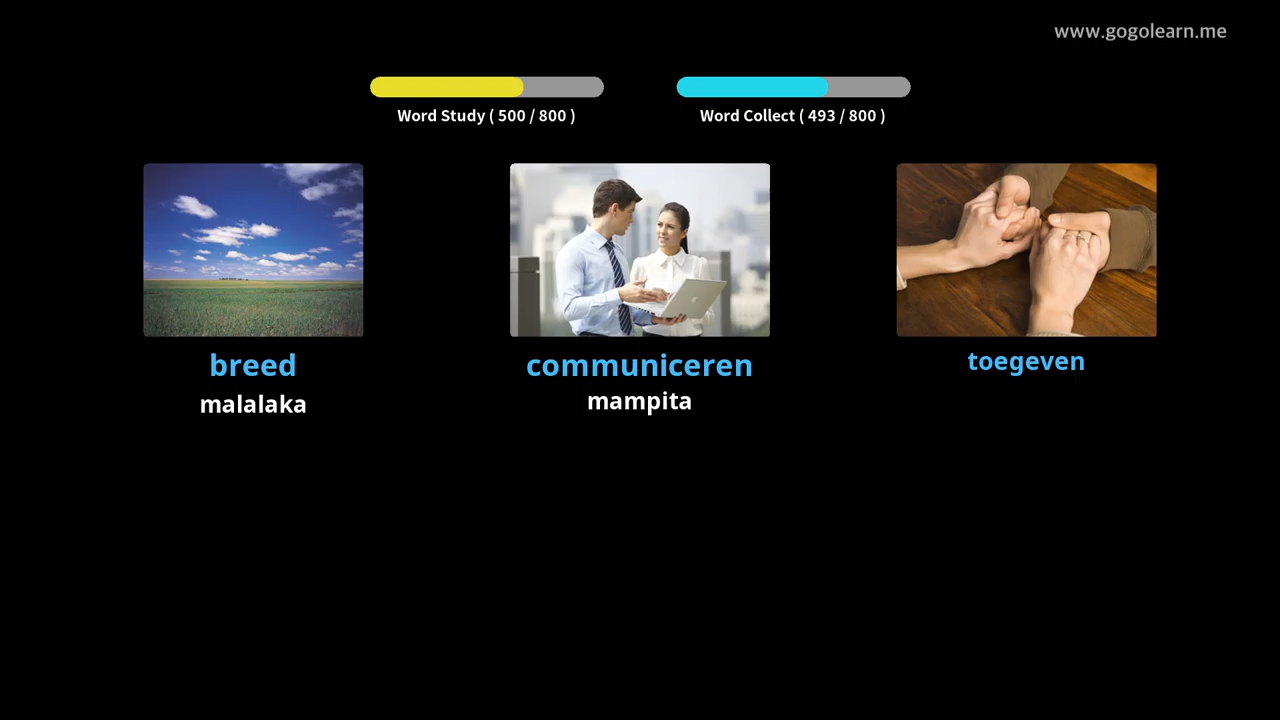 www.gogolearn.me
Word Study ( 500 / 800 )
Word Collect ( 493 / 800 )
breed
malalaka
communiceren
mampita
toegeven